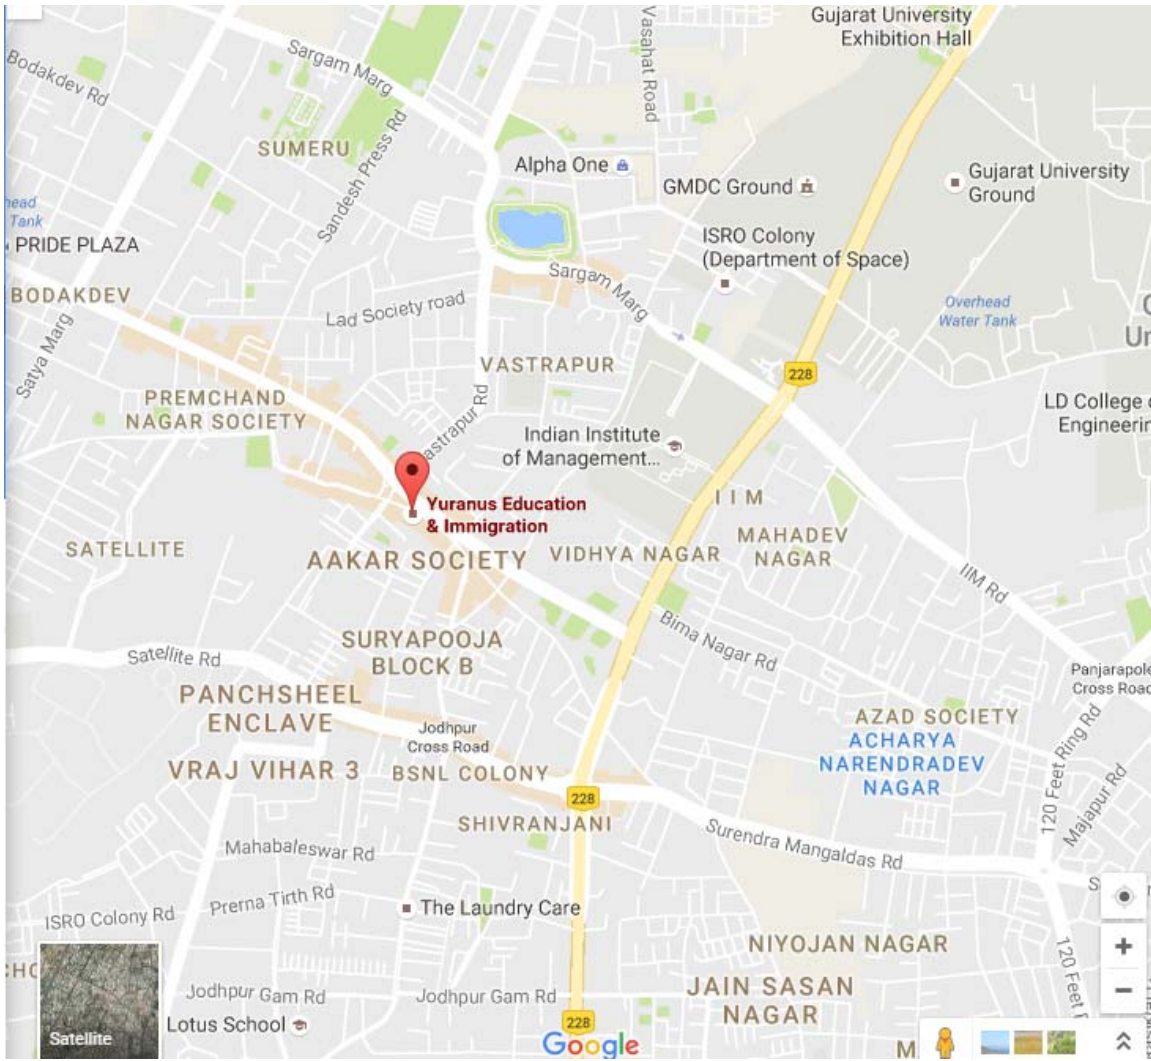 Gujarat University
Exhibition Hall
Vasahat Road
Sargam Marg
Bodakdev Rd
SUMERU
Sandesh Press Rd
Alpha One
GMDC Ground
Gujarat University
Ground
head
Tank
PRIDE PLAZA
ISRO Colony
(Department of Space)
Sargam Marg
BODAKDEV
Lad Society road
Overhead
Water Tank
Satya Marg
VASTRAPUR
228
PREMCHAND
NAGAR SOCIETY
LD College
Engineerin
astrapur Rd
Indian Institute
of Management...
Yuranus Education
& Immigration
I I M
MAHADEV
NAGAR
SATELLITE
AAKAR SOCIETY
VIDHYA NAGAR
IIM Rd
SURYAPOOJA
BLOCK B
Bima Nagar Rd
Satellite Rd
PANCHSHEEL
ENCLAVE
Panjarapole
Cross Road
Jodhpur
Cross Road
AZAD SOCIETY
ACHARYA
NARENDRADEV
NAGAR
VRAJ VIHAR 3
BSNL COLONY
120 Feet Ring Rd
Majapur Rd
228
SHIVRANJANI
Surendra Mangaldas Rd
Mahabaleswar Rd
Prerna Tirth Rd
The Laundry Care
ISRO Colony Rd
NIYOJAN NAGAR
120 Feet
JAIN SASAN
NAGAR
Jodhpur Gam Rd
Jodhpur Gam Rd
Lotus School
228
Satellite
Google